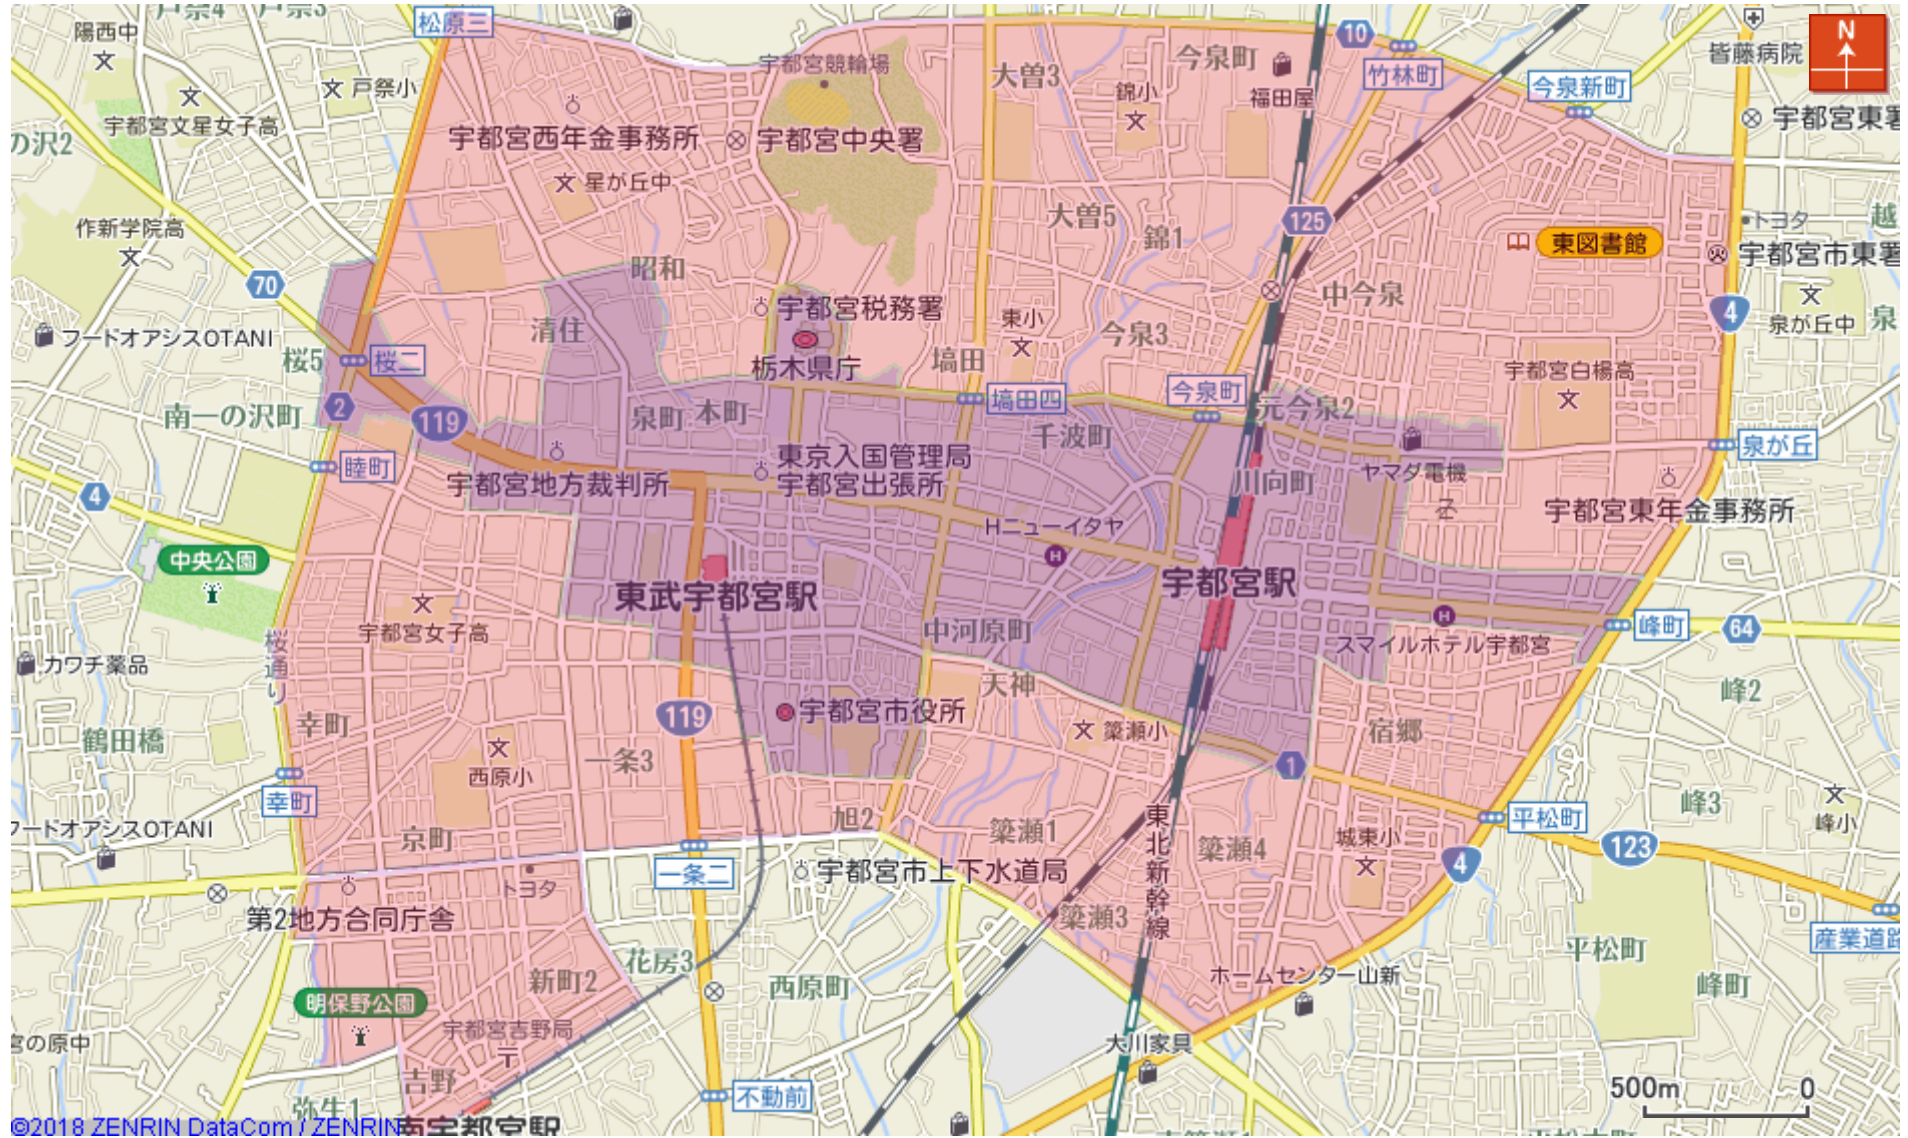 戸祭4
戸祭3
松原三
陽西中
戸祭小
宇都宮文星女子高
の沢2
宇都宮西年金事務所
宇都宮競輪場
宇都宮中央署
星が丘中
大曽3
錦小
今泉町
福田屋
10
竹林町
今泉新町
皆藤病院
N
宇都宮東署
作新学院高
大曽5
錦1
125
東図書館
トヨタ
越
宇都宮市東署
70
昭和
清住
宇都宮税務署
栃木県庁
東小
今泉3
中今泉
4
泉が丘中
泉
フードオアシスOTANI
桜5
桜二
塙田
塙田四
今泉町
宇都宮白楊高
2
119
南一の沢町
泉町
本町
千波町
元今泉2
睦町
4
宇都宮地方裁判所
東京入国管理局
宇都宮出張所
川向町
ヤマダ電機
泉が丘
宇都宮東年金事務所
Hニューイタヤ
H
中央公園
東武宇都宮駅
宇都宮駅
宇都宮女子高
中河原町
H
スマイルホテル宇都宮
峰町
64
桜通り
カワチ薬品
天神
峰2
幸町
119
宇都宮市役所
簗瀬小
宿郷
鶴田橋
西原小
一条3
1
幸町
フードオアシスOTANI
京町
旭2
簗瀬1
東北新幹線
簗瀬4
城東小
平松町
峰3
峰小
123
4
トヨタ
一条二
宇都宮市上下水道局
第2地方合同庁舎
簗瀬3
産業道路
新町2
花房3
西原町
ホームセンター山新
平松町
峰町
明保野公園
宇都宮吉野局
宮の原中
吉野
大川家具
弥生1
不動前
500m
0
©2018 ZENRIN DataCom / ZENRIN
南宇都宮駅